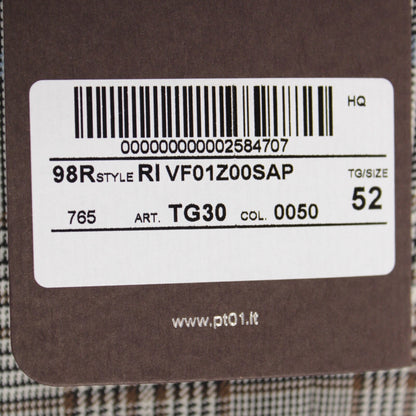 HQ
000000000002584707
98R STYLE RI VF01Z00SAP TG/SIZE
765 ART. TG30 COL. 0050 52
www.pt01.it